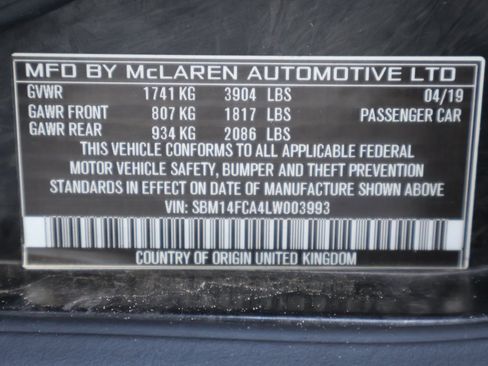 MFD BY McLAREN AUTOMOTIVE LTD
GVWR 1741 KG 3904 LBS 04/19
GAWR FRONT 807 KG 1817 LBS PASSENGER CAR
GAWR REAR 934 KG 2086 LBS
THIS VEHICLE CONFORMS TO ALL APPLICABLE FEDERAL
MOTOR VEHICLE SAFETY, BUMPER AND THEFT PREVENTION
STANDARDS IN EFFECT ON DATE OF MANUFACTURE SHOWN ABOVE
VIN: SBM14FCA4LW003993
COUNTRY OF ORIGIN UNITED KINGDOM